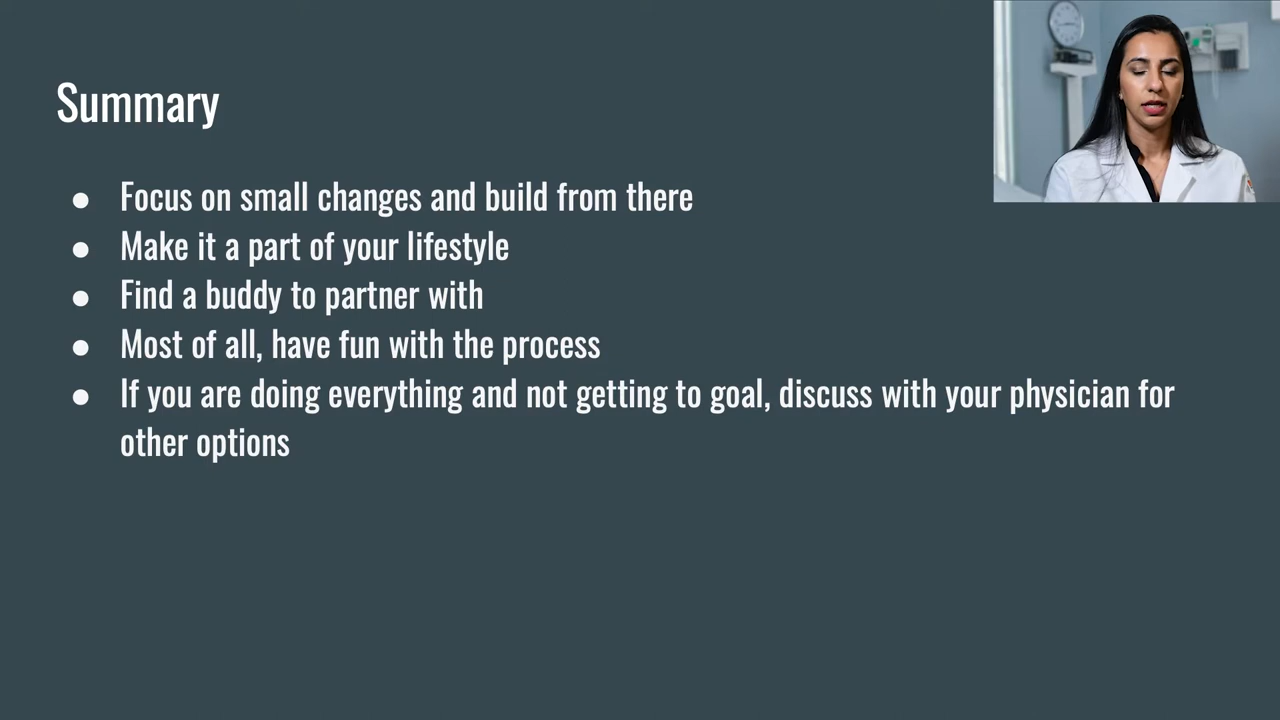 Summary
● Focus on small changes and build from there
● Make it a part of your lifestyle
● Find a buddy to partner with
● Most of all, have fun with the process
● If you are doing everything and not getting to goal, discuss with your physician for
other options